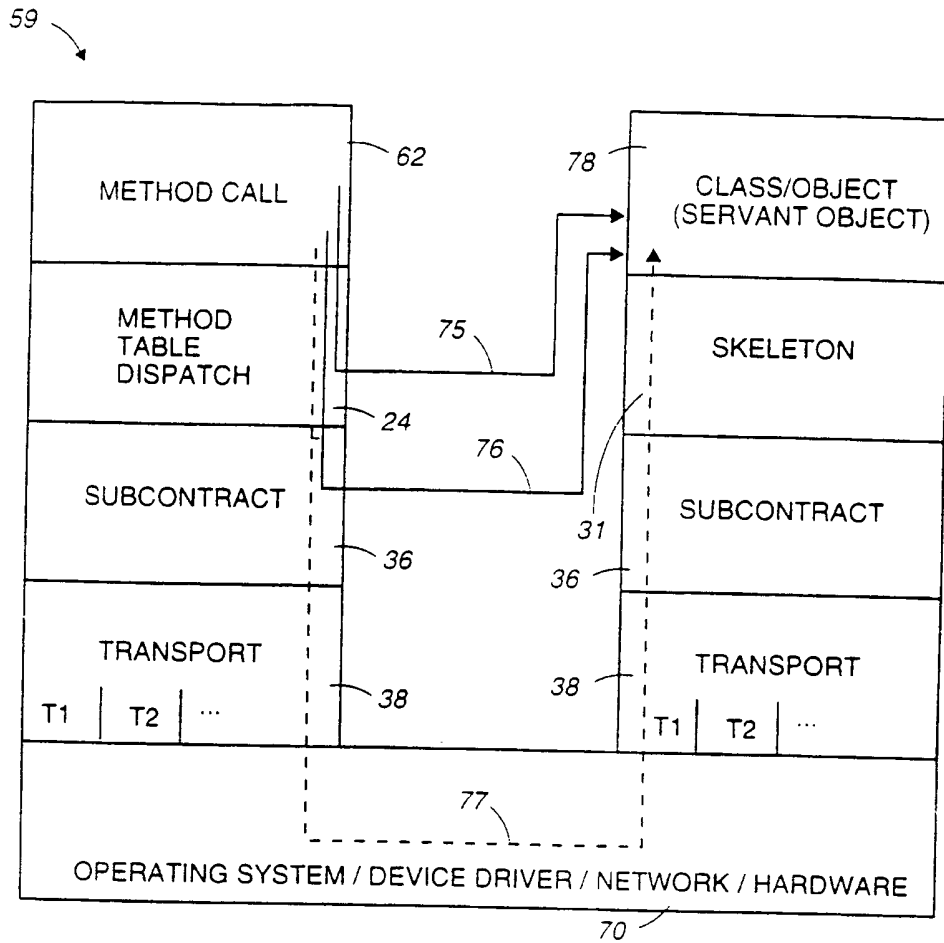 59
62
METHOD CALL
78
CLASS/OBJECT
(SERVANT OBJECT)
METHOD
TABLE
DISPATCH
75
SKELETON
24
76
SUBCONTRACT
31
SUBCONTRACT
36
36
TRANSPORT
38
38
TRANSPORT
T1 T2 ...
T1 T2 ...
77
OPERATING SYSTEM / DEVICE DRIVER / NETWORK / HARDWARE
70